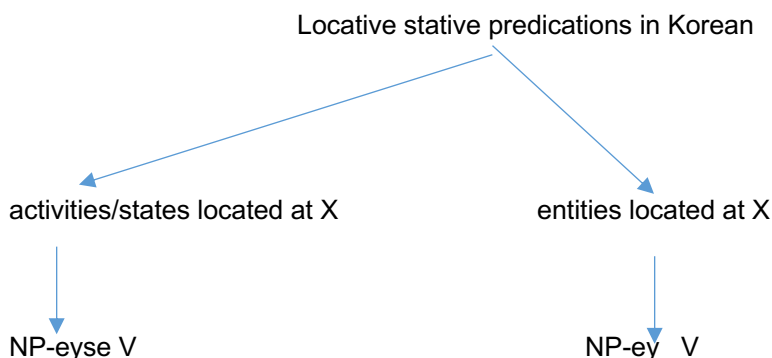 Locative stative predications in Korean
activities/states located at X
entities located at X
NP-eyse V
NP-ey V